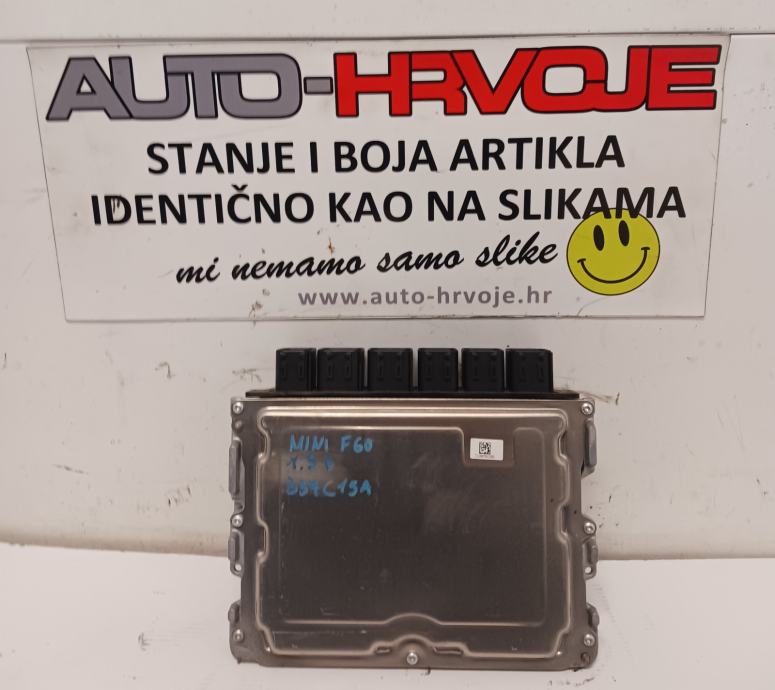 AUTO-HRVOJE
STANJE I BOJA ARTIKLA
IDENTIČNO KAO NA SLIKAMA
mi nemamo samo slike
www.auto-hrvoje.hr
MINI F60
B37C15A